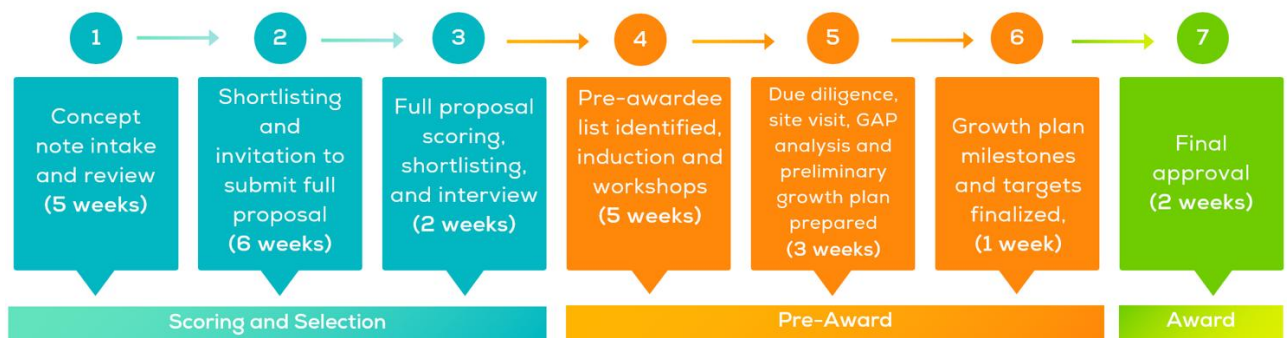 1
2
3
4
5
6
7
Concept
note intake
and review
(5 weeks)
Shortlisting
and
invitation to
submit full
proposal
(6 weeks)
Full proposal
scoring,
shortlisting,
and interview
(2 weeks)
Pre-awardee
list identified,
induction and
workshops
(5 weeks)
Due diligence,
site visit, GAP
analysis and
preliminary
growth plan
prepared
(3 weeks)
Growth plan
milestones
and targets
finalized,
(1 week)
Final
approval
(2 weeks)
Scoring and Selection
Pre-Award
Award